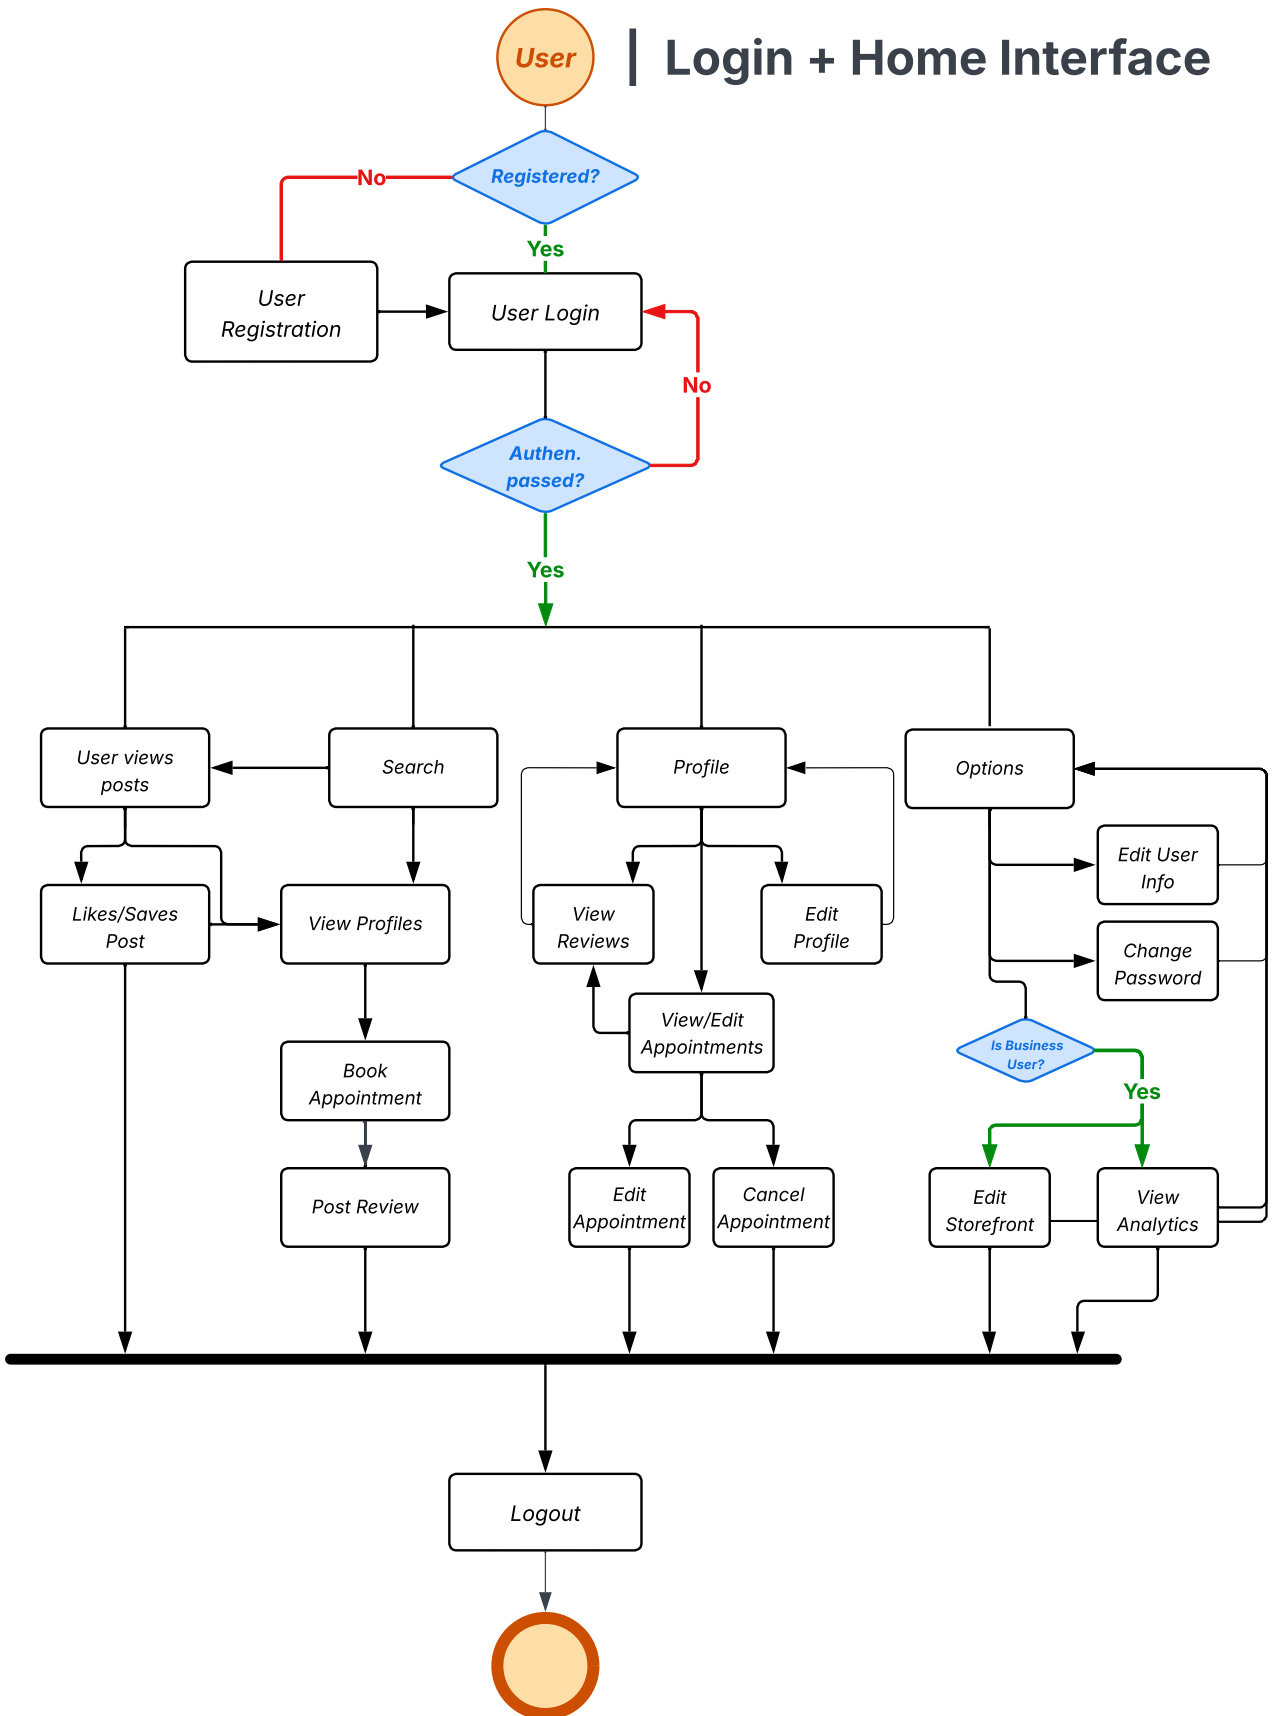 User
| Login + Home Interface
Registered?
No
Yes
User
Registration
User Login
No
Authen.
passed?
Yes
User views
posts
Search
Profile
Options
Edit User
Info
Likes/Saves
Post
View Profiles
View
Reviews
Edit
Profile
Change
Password
View/Edit
Appointments
Is Business
User?
Book
Appointment
Yes
Post Review
Edit
Appointment
Cancel
Appointment
Edit
Storefront
View
Analytics
Logout